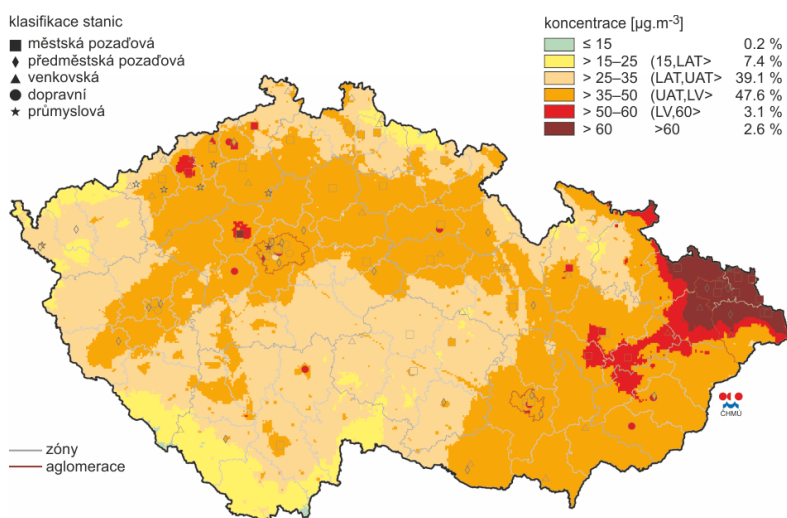 klasifikace stanic
městská pozaďová
předměstská pozaďová
venkovská
dopravní
průmyslová
koncentrace [µg.m-3]
≤ 15 0.2 %
> 15–25 (15,LAT> 7.4 %
> 25–35 (LAT,UAT> 39.1 %
> 35–50 (UAT,LV> 47.6 %
> 50–60 (LV,60> 3.1 %
> 60 >60 2.6 %
ČHMÚ
zóny
aglomerace